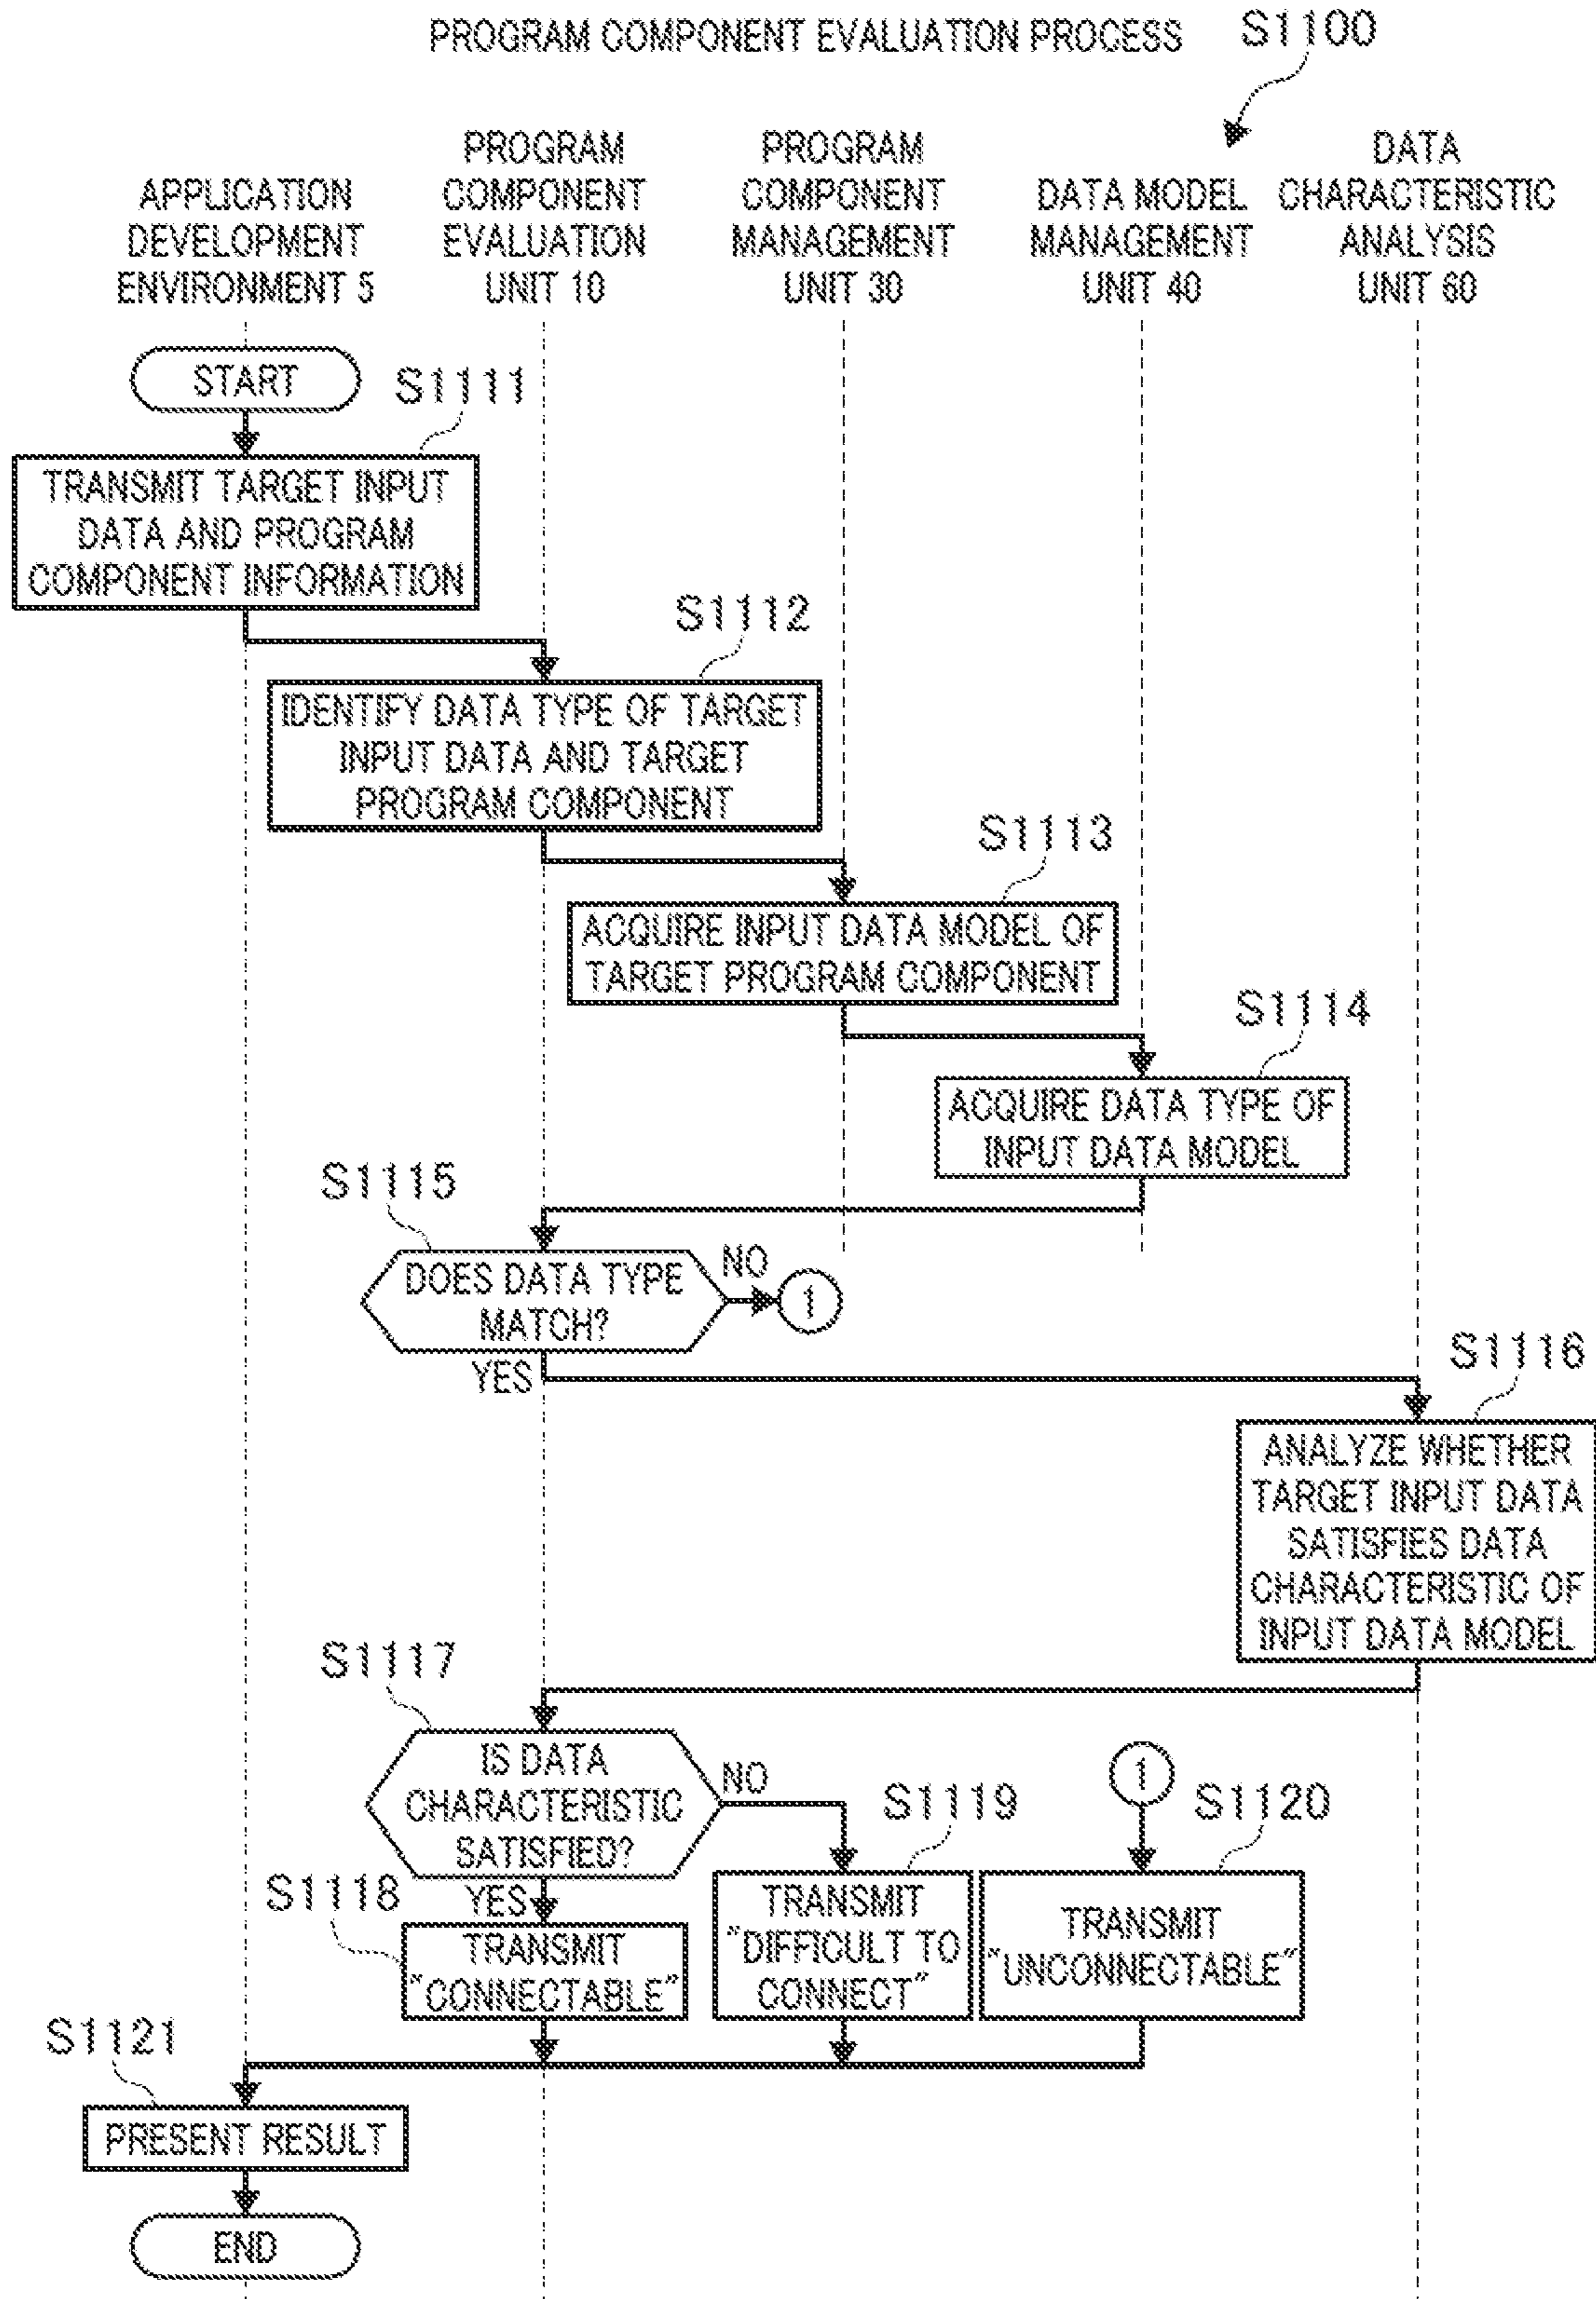 PROGRAM COMPONENT EVALUATION PROCESS
S1100
APPLICATION
DEVELOPMENT
ENVIRONMENT 5
PROGRAM
COMPONENT
EVALUATION
UNIT 10
PROGRAM
COMPONENT
MANAGEMENT
UNIT 30
DATA MODEL
MANAGEMENT
UNIT 40
DATA
CHARACTERISTIC
ANALYSIS
UNIT 60
START
S1111
TRANSMIT TARGET INPUT
DATA AND PROGRAM
COMPONENT INFORMATION
S1112
IDENTIFY DATA TYPE OF TARGET
INPUT DATA AND TARGET
PROGRAM COMPONENT
S1113
ACQUIRE INPUT DATA MODEL OF
TARGET PROGRAM COMPONENT
S1114
ACQUIRE DATA TYPE OF
INPUT DATA MODEL
S1115
DOES DATA TYPE
MATCH?
NO
1
YES
S1116
ANALYZE WHETHER
TARGET INPUT DATA
SATISFIES DATA
CHARACTERISTIC OF
INPUT DATA MODEL
S1117
IS DATA
CHARACTERISTIC
SATISFIED?
NO
YES
S1118
TRANSMIT
"CONNECTABLE"
S1119
TRANSMIT
"DIFFICULT TO
CONNECT"
1
S1120
TRANSMIT
"UNCONNECTABLE"
S1121
PRESENT RESULT
END